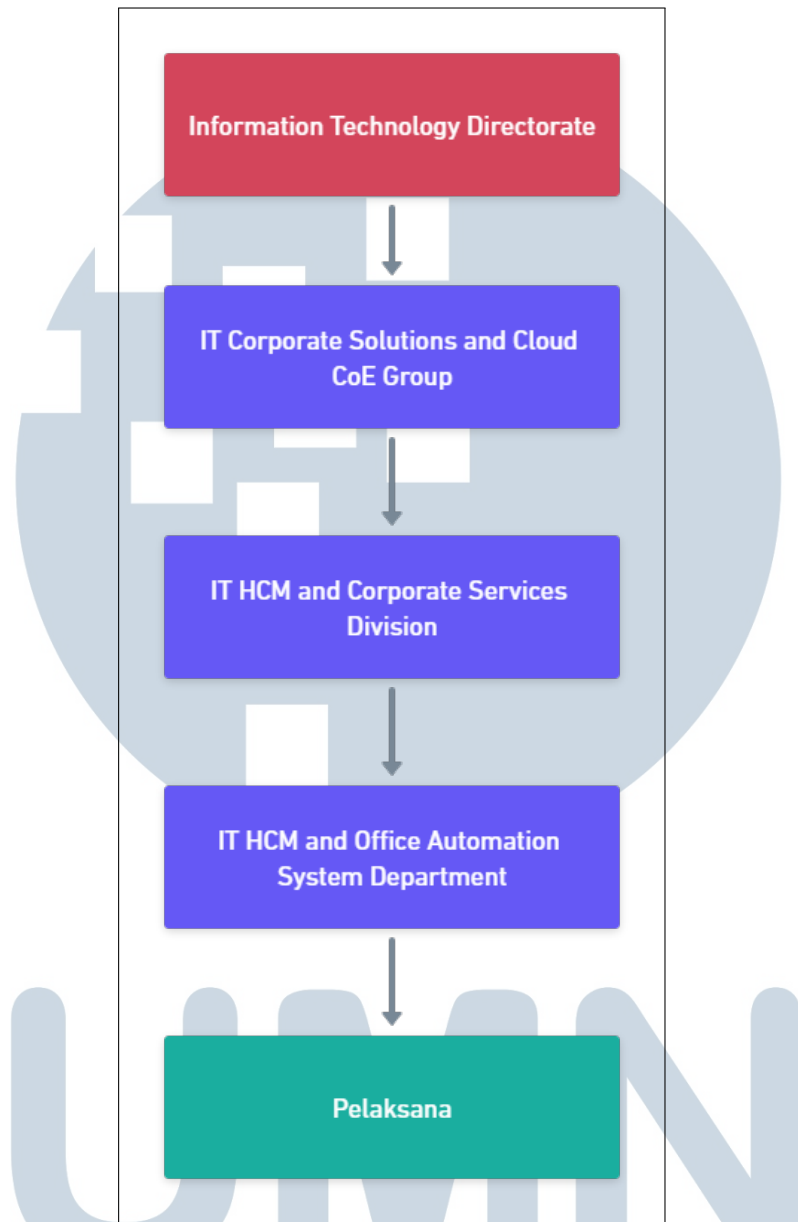 Information Technology Directorate
IT Corporate Solutions and Cloud
CoE Group
IT HCM and Corporate Services
Division
IT HCM and Office Automation
System Department
Pelaksana
UMN